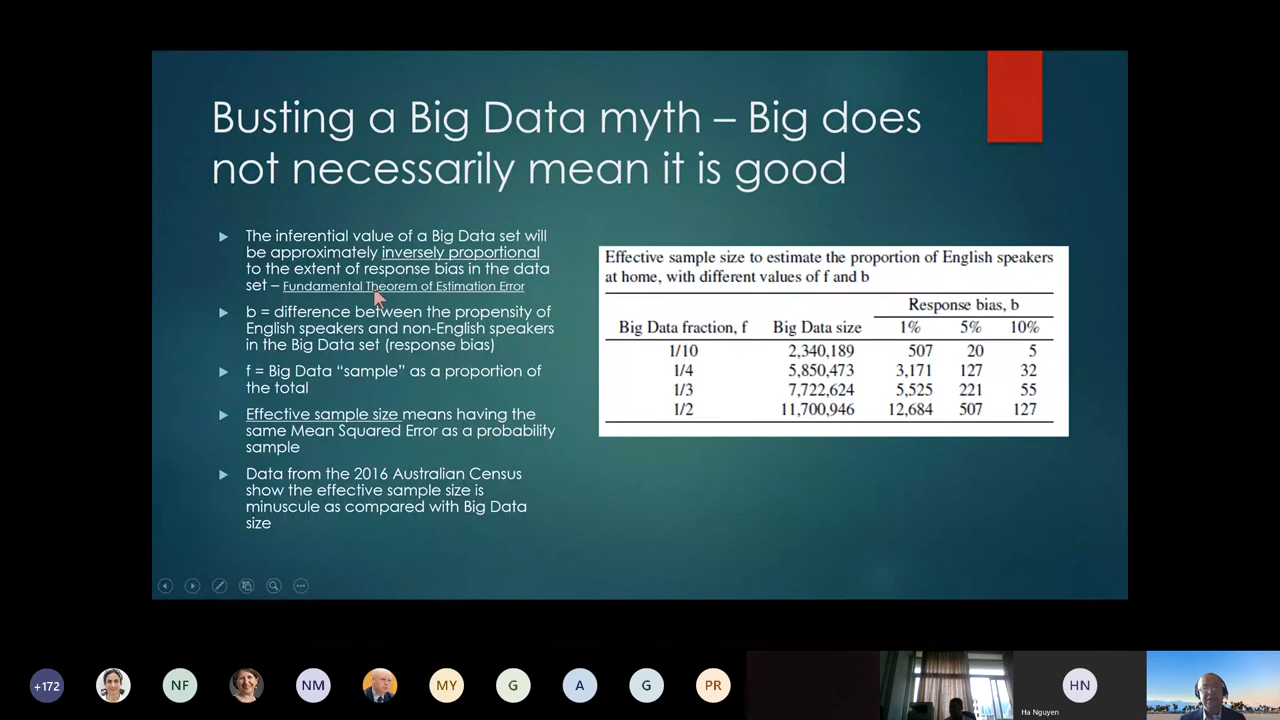 Busting a Big Data myth – Big does
not necessarily mean it is good
The inferential value of a Big Data set will
be approximately inversely proportional
to the extent of response bias in the data
set – Fundamental Theorem of Estimation Error
b = difference between the propensity of
English speakers and non-English speakers
in the Big Data set (response bias)
f = Big Data “sample” as a proportion of
the total
Effective sample size means having the
same Mean Squared Error as a probability
sample
Data from the 2016 Australian Census
show the effective sample size is
minuscule as compared with Big Data
size
Effective sample size to estimate the proportion of English speakers
at home, with different values of f and b
Response bias, b
Big Data fraction, f Big Data size 1% 5% 10%
1/10 2,340,189 507 20 5
1/4 5,850,473 3,171 127 32
1/3 7,722,624 5,525 221 55
1/2 11,700,946 12,684 507 127
+172 NF NM MY G A G PR HN
Ha Nguyen